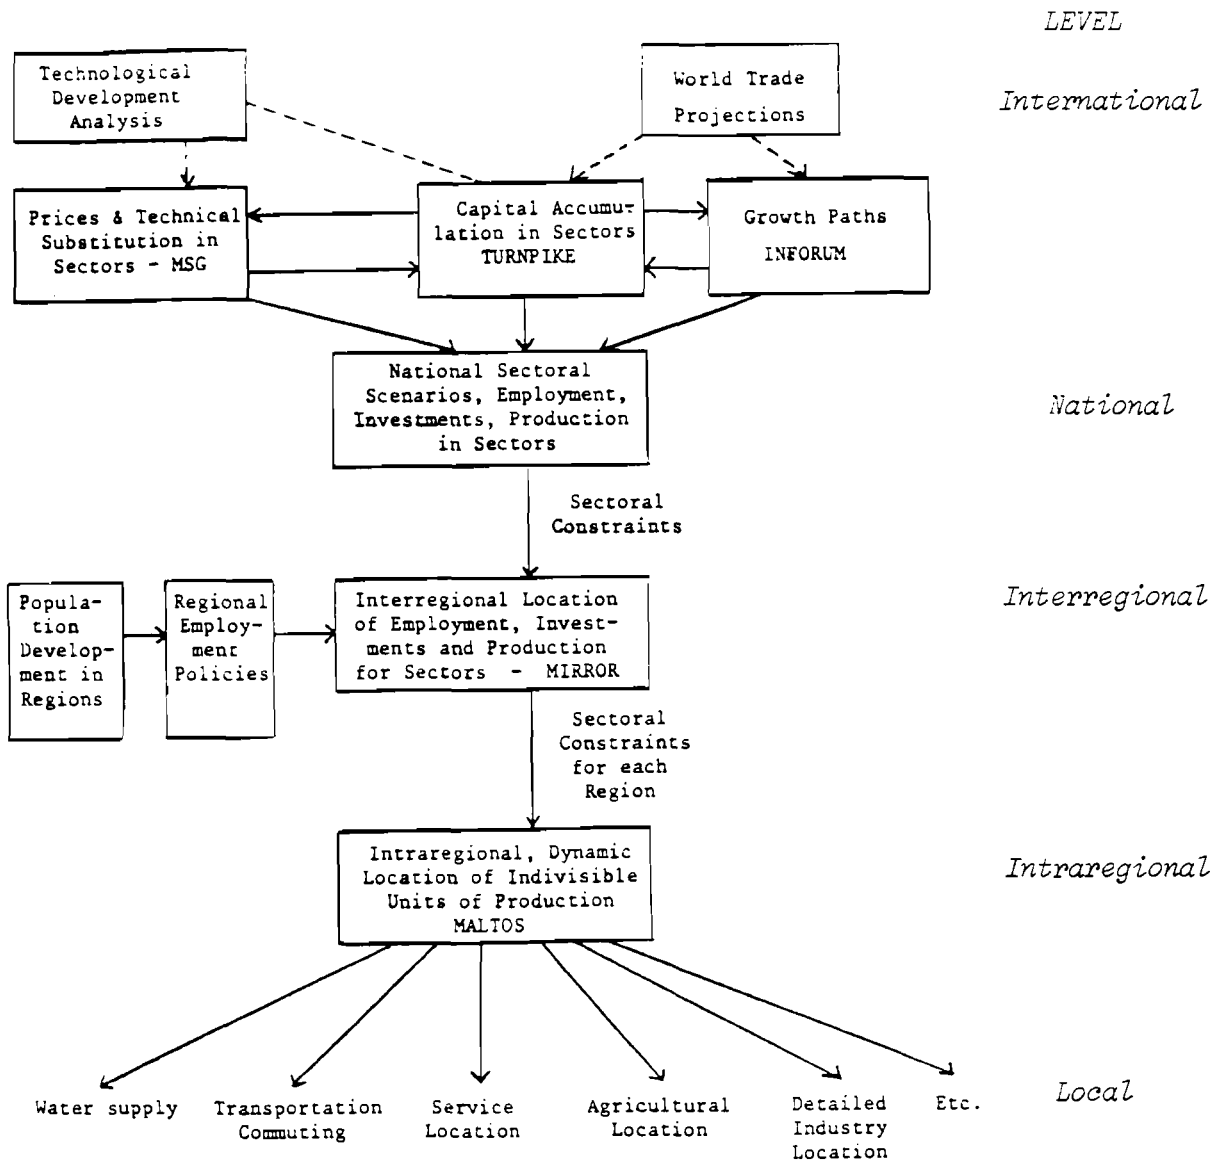 LEVEL
Technological
Development
Analysis
World Trade
Projections
International
Prices & Technical
Substitution in
Sectors - MSG
Capital Accumu-
lation in Sectors
TURNPIKE
Growth Paths
INFORUM
National Sectoral
Scenarios, Employment,
Investments, Production
in Sectors
National
Sectoral
Constraints
Popula-
tion
Develop-
ment in
Regions
Regional
Employ-
ment
Policies
Interregional Location
of Employment, Invest-
ments and Production
for Sectors - MIRROR
Interregional
Sectoral
Constraints
for each
Region
Intraregional, Dynamic
Location of Indivisible
Units of Production
MALTOS
Intraregional
Water supply
Transportation
Commuting
Service
Location
Agricultural
Location
Detailed
Industry
Location
Etc.
Local